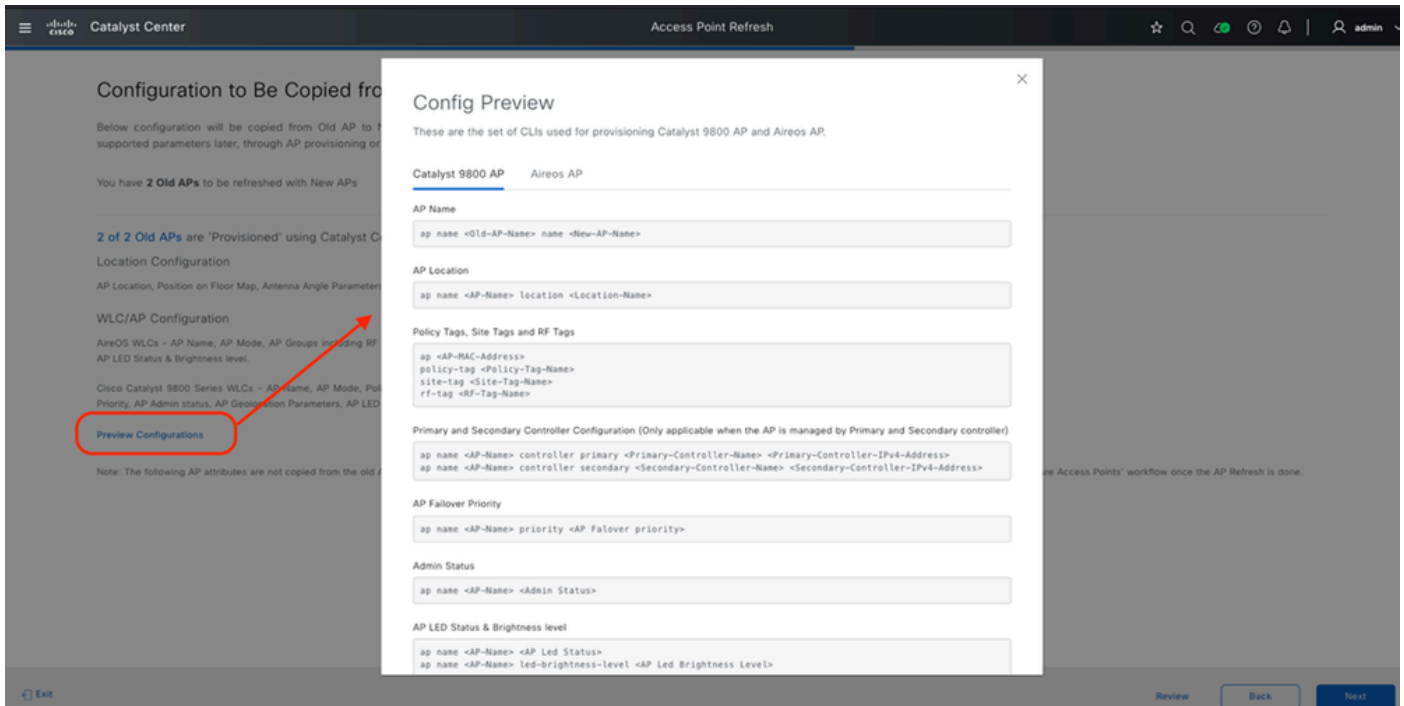 cisco Catalyst Center
Access Point Refresh
admin
Configuration to Be Copied fro
Below configuration will be copied from Old AP to
supported parameters later, through AP provisioning or
You have 2 Old APs to be refreshed with New APs
2 of 2 Old APs are 'Provisioned' using Catalyst C
Location Configuration
AP Location, Position on Floor Map, Antenna Angle Parameter
WLC/AP Configuration
AireOS WLCs - AP Name, AP Mode, AP Groups including RF
AP LED Status & Brightness level.
Cisco Catalyst 9800 Series WLCs - AP Name, AP Mode, Pol
Priority, AP Admin status, AP Geolocation Parameters, AP LED
Preview Configurations
Note: The following AP attributes are not copied from the old
re Access Points' workflow once the AP Refresh is done.
Config Preview
These are the set of CLIs used for provisioning Catalyst 9800 AP and Aireos AP.
Catalyst 9800 AP Aireos AP
AP Name
ap name <Old-AP-Name> name <New-AP-Name>
AP Location
ap name <AP-Name> location <Location-Name>
Policy Tags, Site Tags and RF Tags
ap <AP-MAC-Address>
policy-tag <Policy-Tag-Name>
site-tag <Site-Tag-Name>
rf-tag <RF-Tag-Name>
Primary and Secondary Controller Configuration (Only applicable when the AP is managed by Primary and Secondary controller)
ap name <AP-Name> controller primary <Primary-Controller-Name> <Primary-Controller-IPv4-Address>
ap name <AP-Name> controller secondary <Secondary-Controller-Name> <Secondary-Controller-IPv4-Address>
AP Failover Priority
ap name <AP-Name> priority <AP Falover priority>
Admin Status
ap name <AP-Name> <Admin Status>
AP LED Status & Brightness level
ap name <AP-Name> <AP Led Status>
ap name <AP-Name> led-brightness-level <AP Led Brightness Level>
Exit
Review
Back
Next